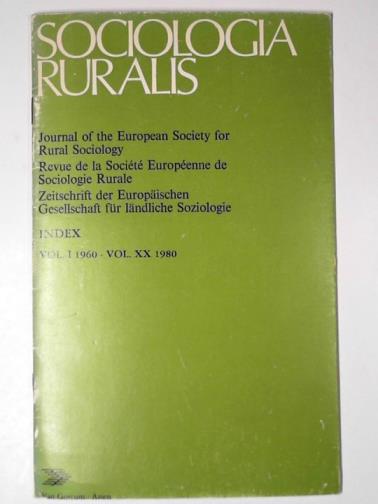 SOCIOLOGIA
RURALIS
Journal of the European Society for
Rural Sociology
Revue de la Société Européenne de
Sociologie Rurale
Zeitschrift der Europäischen
Gesellschaft für ländliche Soziologie
INDEX
VOL. I 1960 - VOL. XX 1980
Van Gorcum / Assen